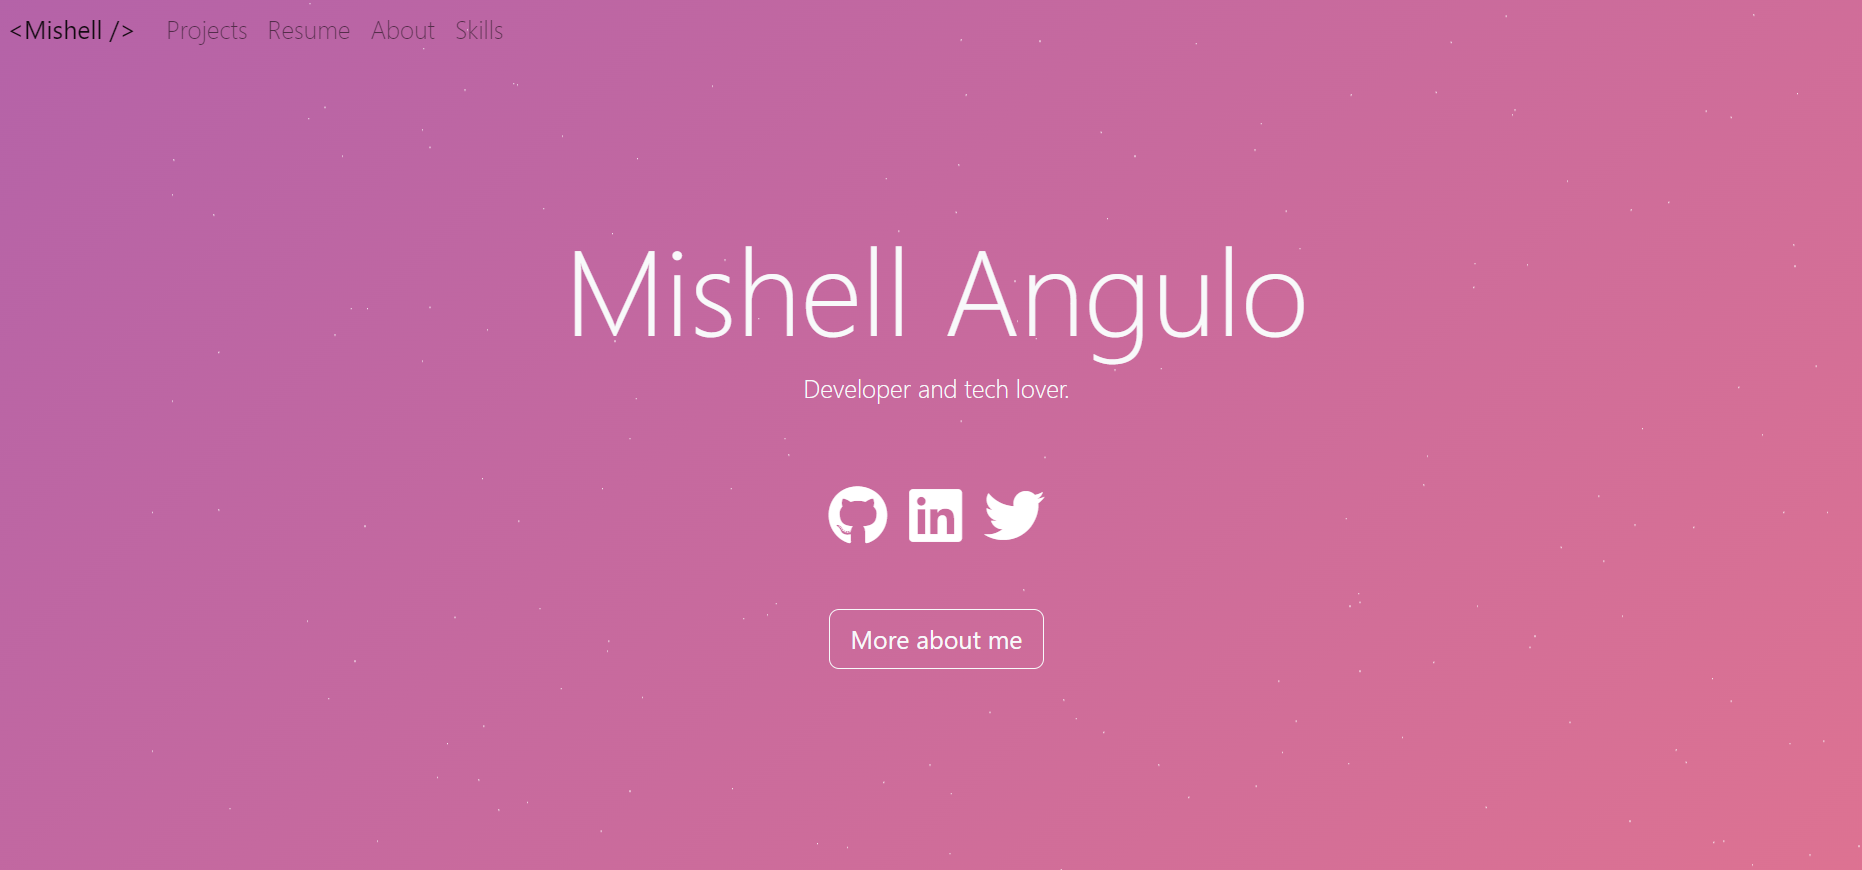 <Mishell /> Projects Resume About Skills
Mishell Angulo
Developer and tech lover.
in
More about me